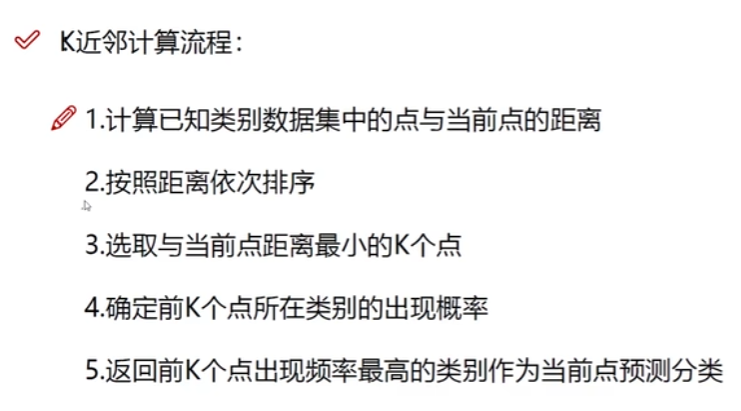 K近邻计算流程：
1.计算已知类别数据集中的点与当前点的距离
2.按照距离依次排序
3.选取与当前点距离最小的K个点
4.确定前K个点所在类别的出现概率
5.返回前K个点出现频率最高的类别作为当前点预测分类